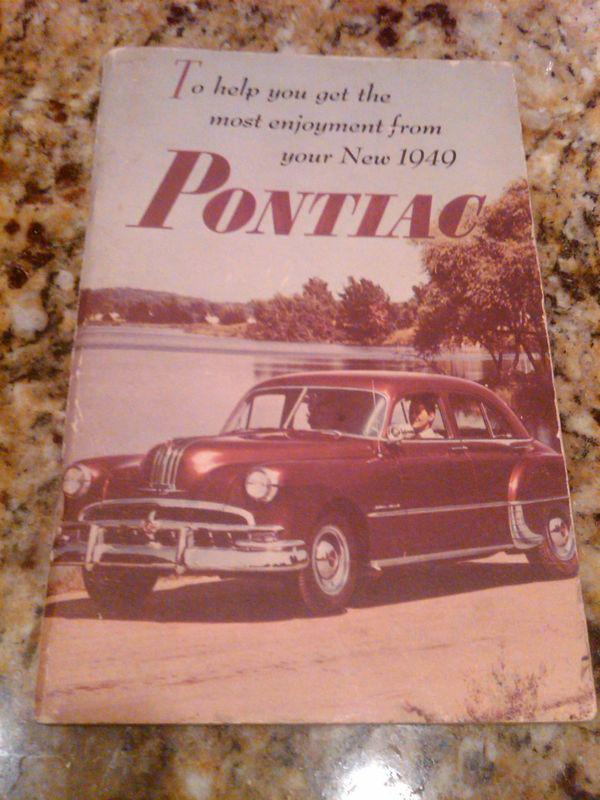 To help you get the
most enjoyment from
your New 1949
PONTIAC